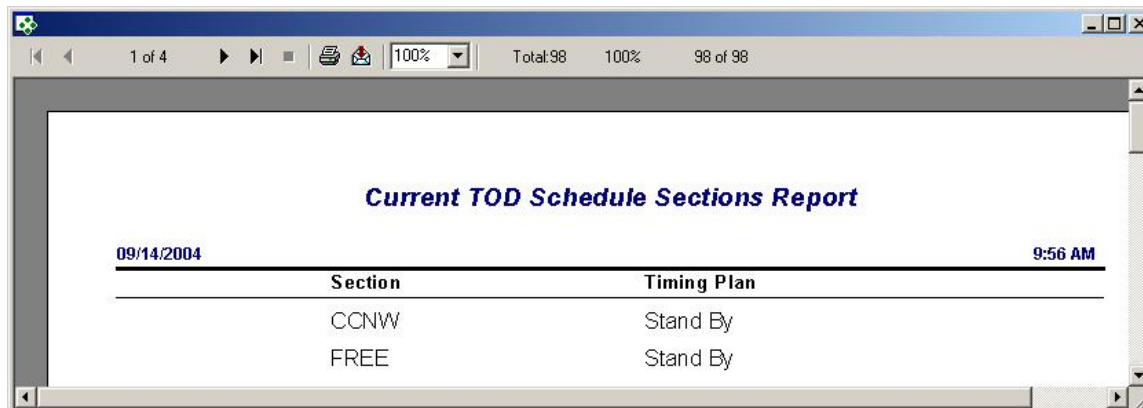 1 of 4 100% Total:98 100% 98 of 98
Current TOD Schedule Sections Report
09/14/2004 9:56 AM
Section Timing Plan
CCNW Stand By
FREE Stand By